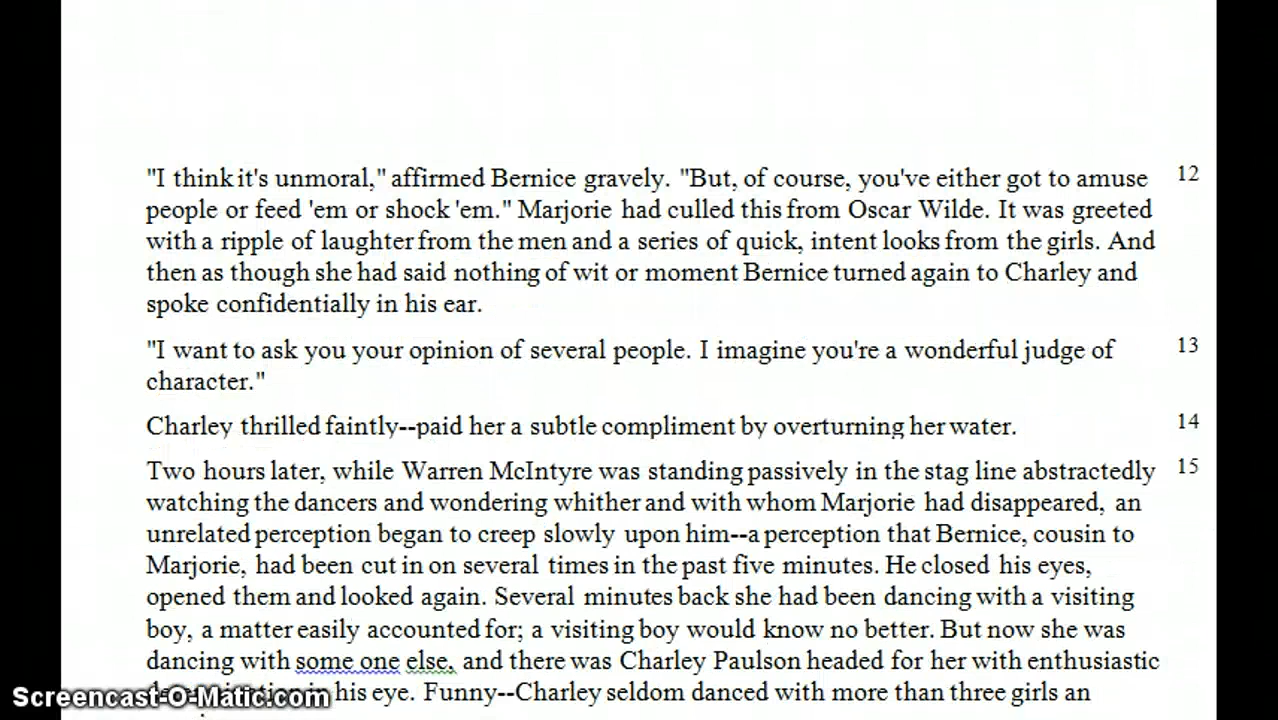 "I think it's unmoral," affirmed Bernice gravely. "But, of course, you've either got to amuse 12
people or feed 'em or shock 'em." Marjorie had culled this from Oscar Wilde. It was greeted
with a ripple of laughter from the men and a series of quick, intent looks from the girls. And
then as though she had said nothing of wit or moment Bernice turned again to Charley and
spoke confidentially in his ear.
"I want to ask you your opinion of several people. I imagine you're a wonderful judge of 13
character."
Charley thrilled faintly--paid her a subtle compliment by overturning her water. 14
Two hours later, while Warren McIntyre was standing passively in the stag line abstractedly 15
watching the dancers and wondering whither and with whom Marjorie had disappeared, an
unrelated perception began to creep slowly upon him--a perception that Bernice, cousin to
Marjorie, had been cut in on several times in the past five minutes. He closed his eyes,
opened them and looked again. Several minutes back she had been dancing with a visiting
boy, a matter easily accounted for; a visiting boy would know no better. But now she was
dancing with some one else, and there was Charley Paulson headed for her with enthusiastic
his eye. Funny--Charley seldom danced with more than three girls an
Screencast-O-Matic.com